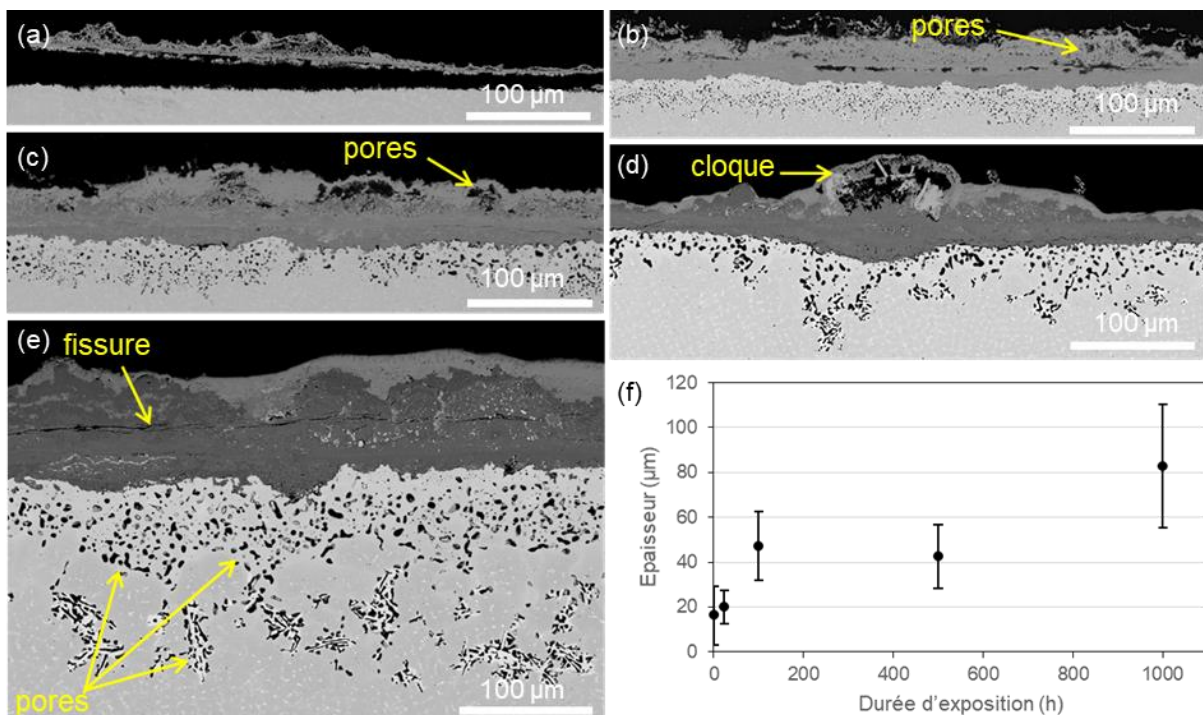 (a)
100 µm
(b)
pores
100 µm
(c)
pores
100 µm
(d)
cloque
100 µm
(e)
fissure
pores
100 µm
(f)
Epaisseur (µm)
120
100
80
60
40
20
0
0 200 400 600 800 1000
Durée d'exposition (h)